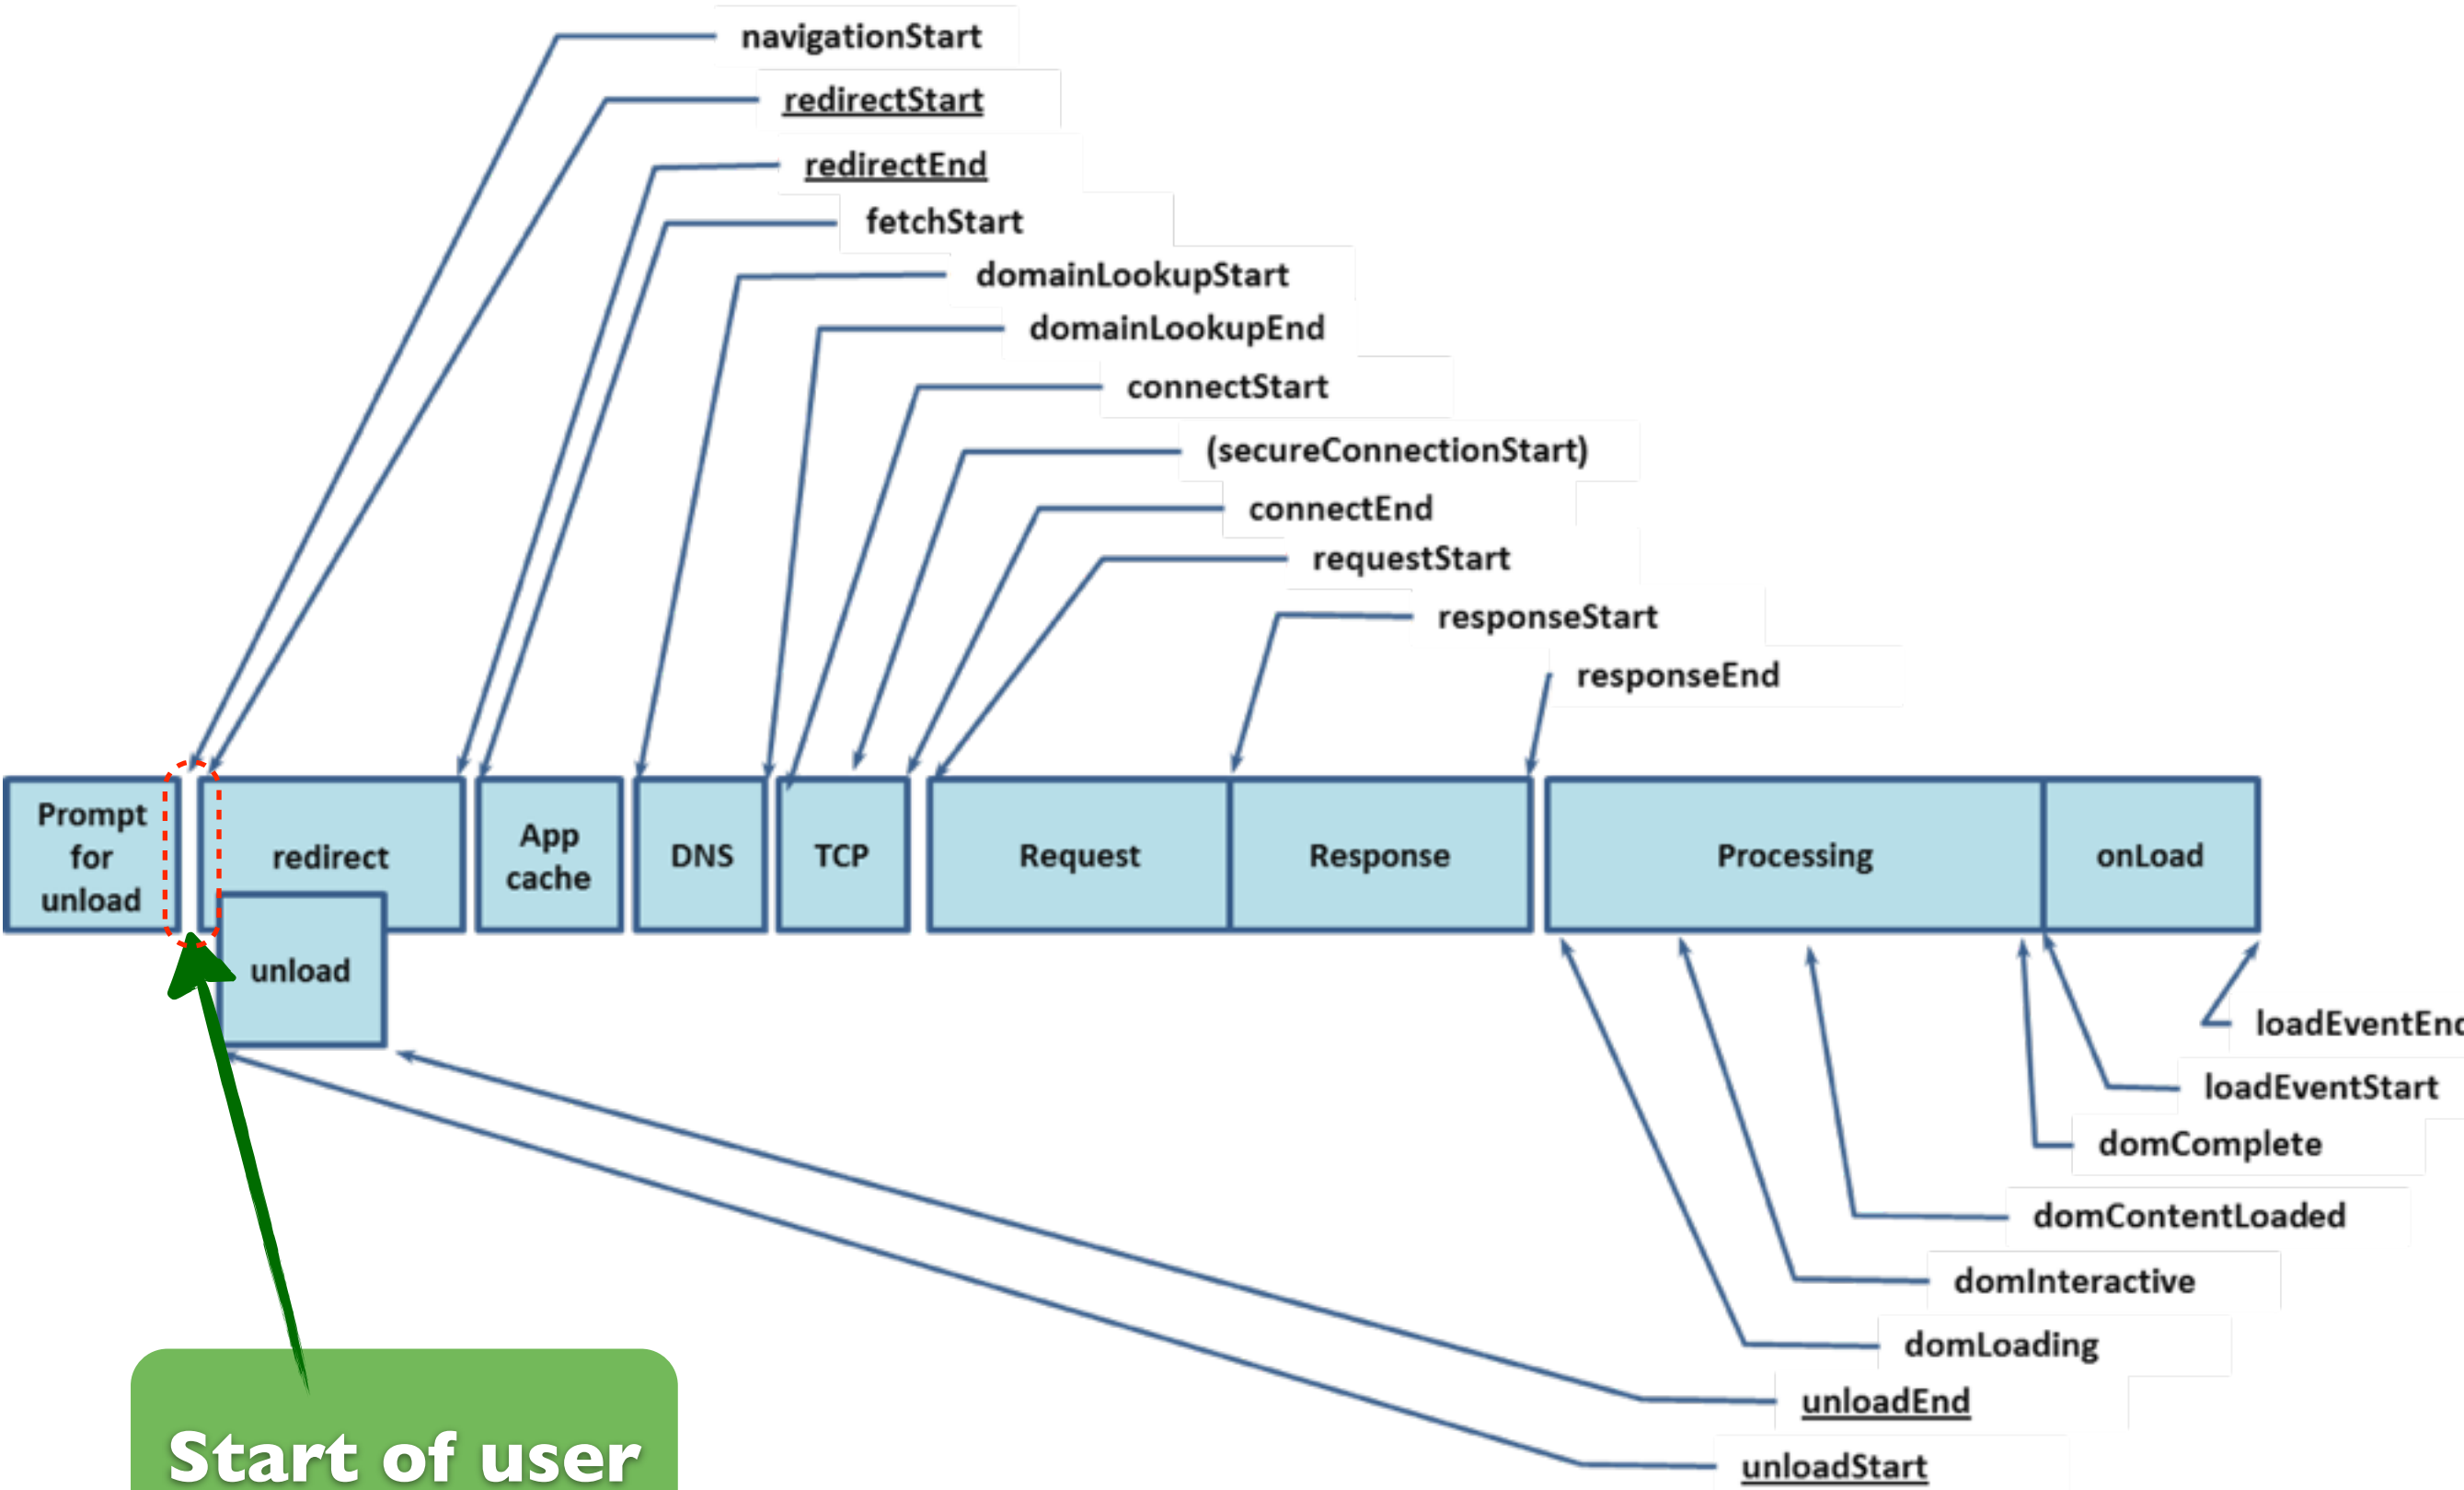 navigationStart
redirectStart
redirectEnd
fetchStart
domainLookupStart
domainLookupEnd
connectStart
(secureConnectionStart)
connectEnd
requestStart
responseStart
responseEnd
Prompt
for
unload
redirect
unload
App
cache
DNS
TCP
Request
Response
Processing
onLoad
loadEventEnd
loadEventStart
domComplete
domContentLoaded
domInteractive
domLoading
unloadEnd
unloadStart
Start of user